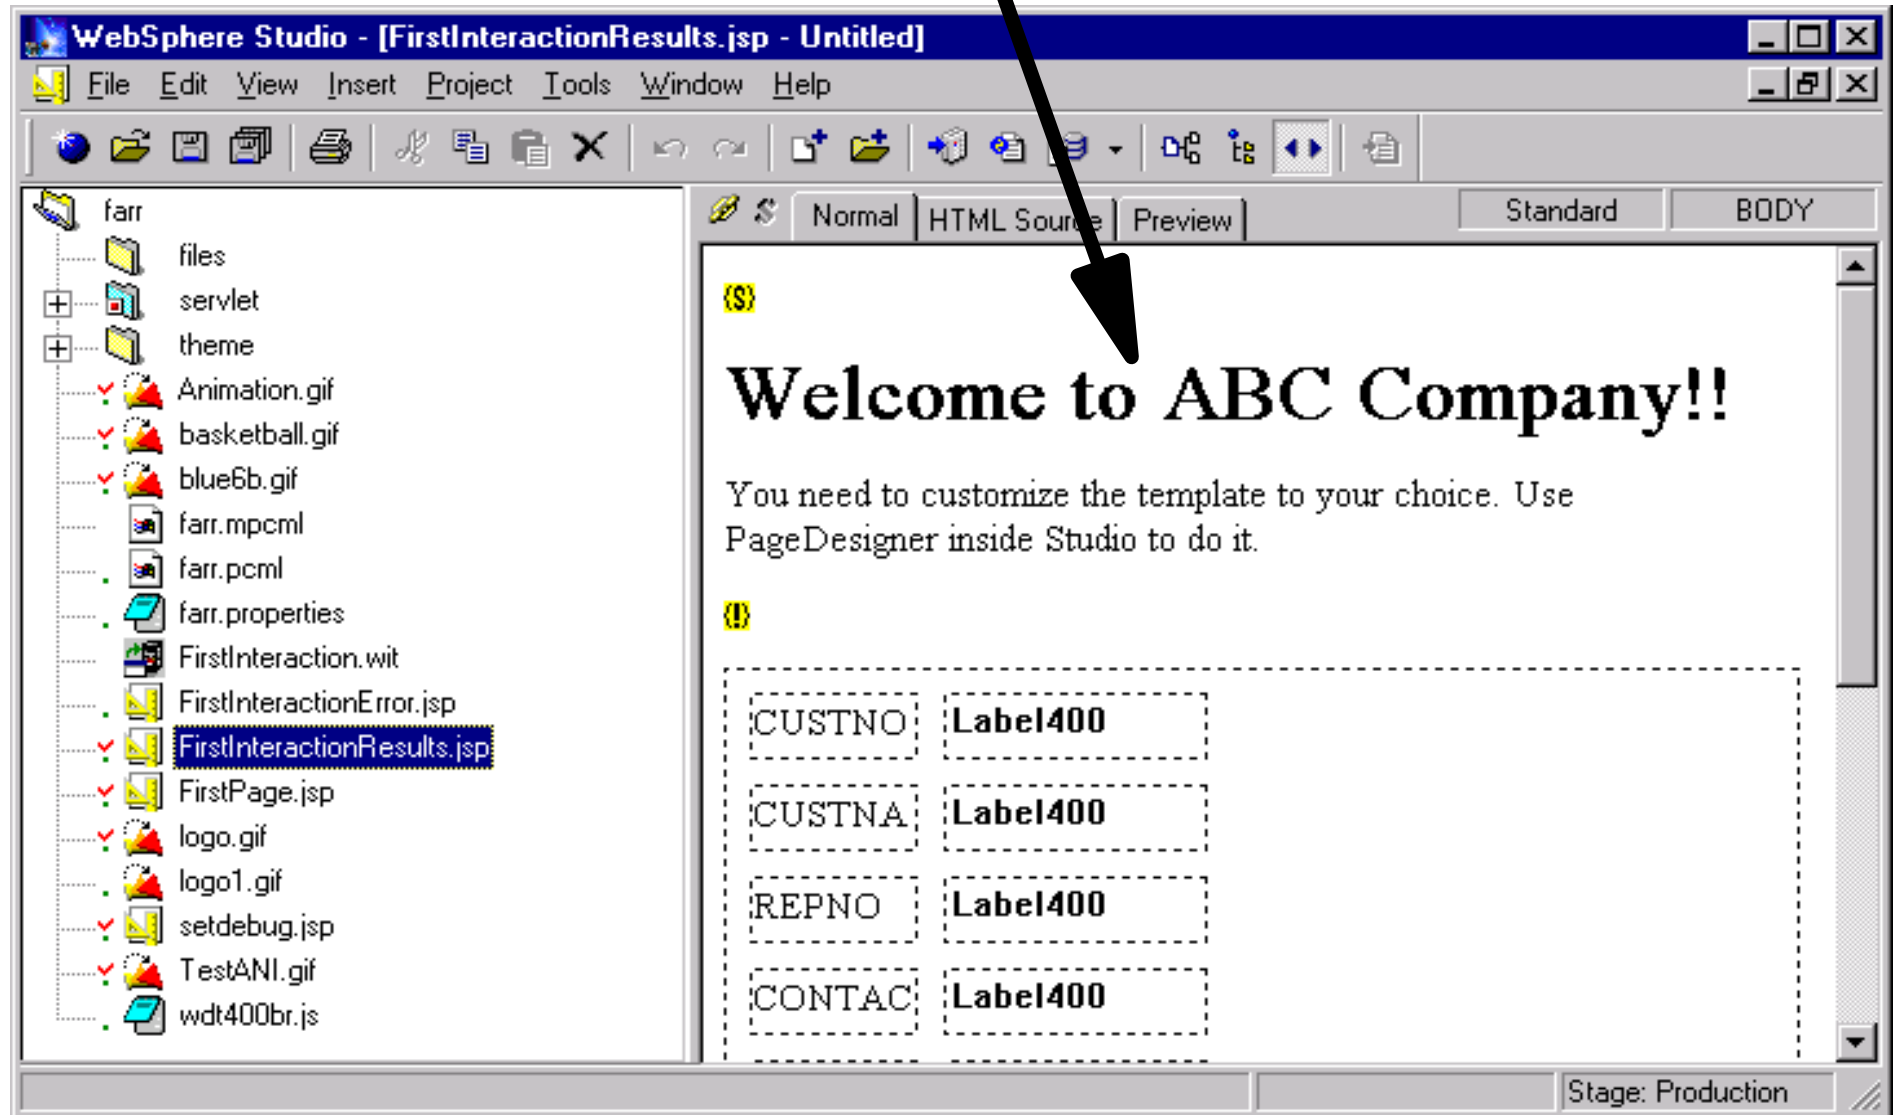 WebSphere Studio - [FirstInteractionResults.jsp - Untitled]
File Edit View Insert Project Tools Window Help
farr
files
servlet
theme
Animation.gif
basketball.gif
blue6b.gif
farr.mpcml
farr.pcml
farr.properties
FirstInteraction.wit
FirstInteractionError.jsp
FirstInteractionResults.jsp
FirstPage.jsp
logo.gif
logo1.gif
setdebug.jsp
TestANI.gif
wdt400br.js
Normal HTML Source Preview Standard BODY
{S}
Welcome to ABC Company!!
You need to customize the template to your choice. Use
PageDesigner inside Studio to do it.
{!}
CUSTNO Label400
CUSTNA Label400
REPNO Label400
CONTAC Label400
Stage: Production